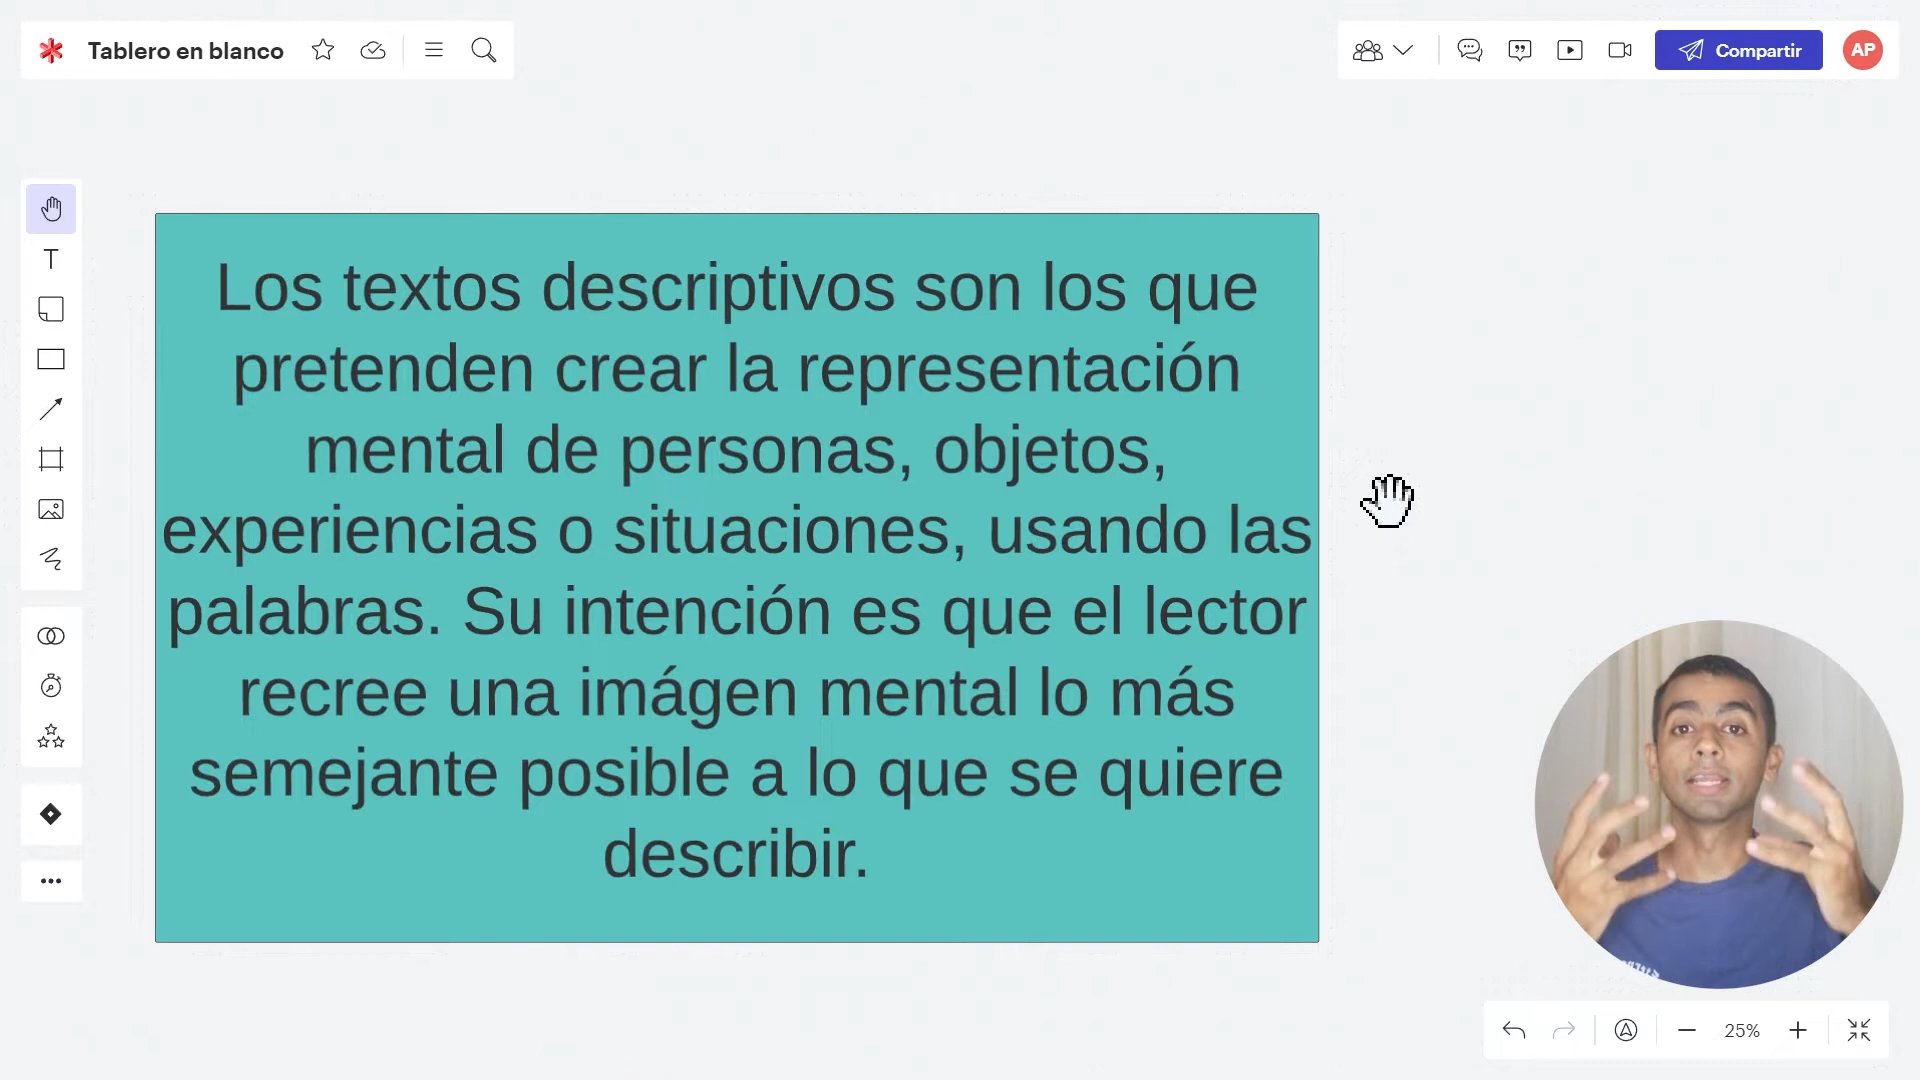 Tablero en blanco
Compartir
AP
T
Los textos descriptivos son los que
pretenden crear la representación
mental de personas, objetos,
experiencias o situaciones, usando las
palabras. Su intención es que el lector
recree una imágen mental lo más
semejante posible a lo que se quiere
describir.
25%